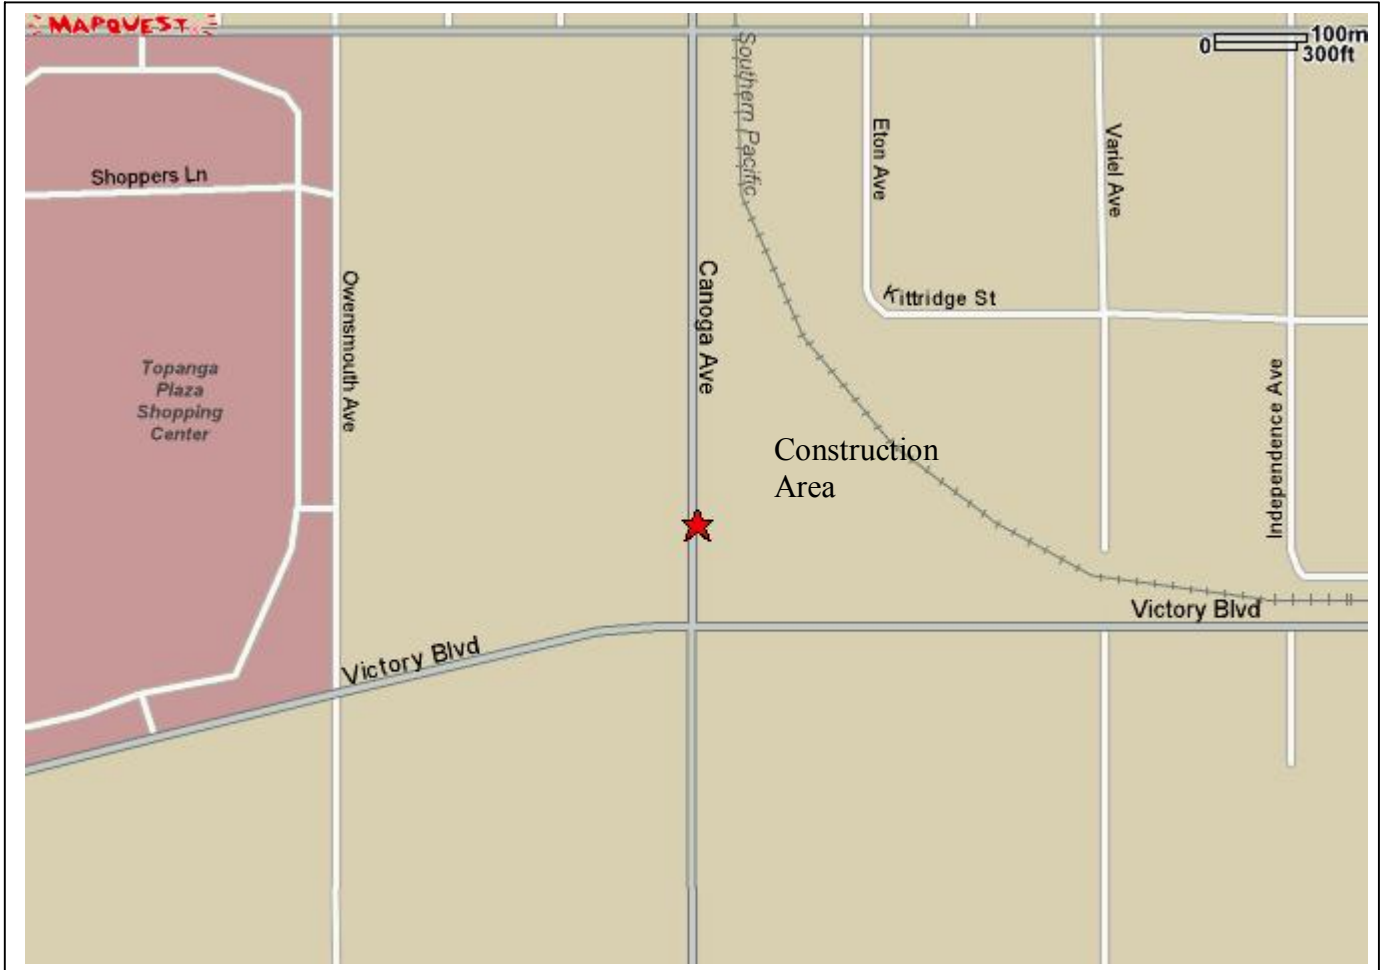 MAPQUEST
0
100m
300ft
Southern Pacific
Eton Ave
Variel Ave
Shoppers Ln
Owensmouth Ave
Canoga Ave
Kittridge St
Topanga
Plaza
Shopping
Center
Independence Ave
Construction
Area
Victory Blvd
Victory Blvd